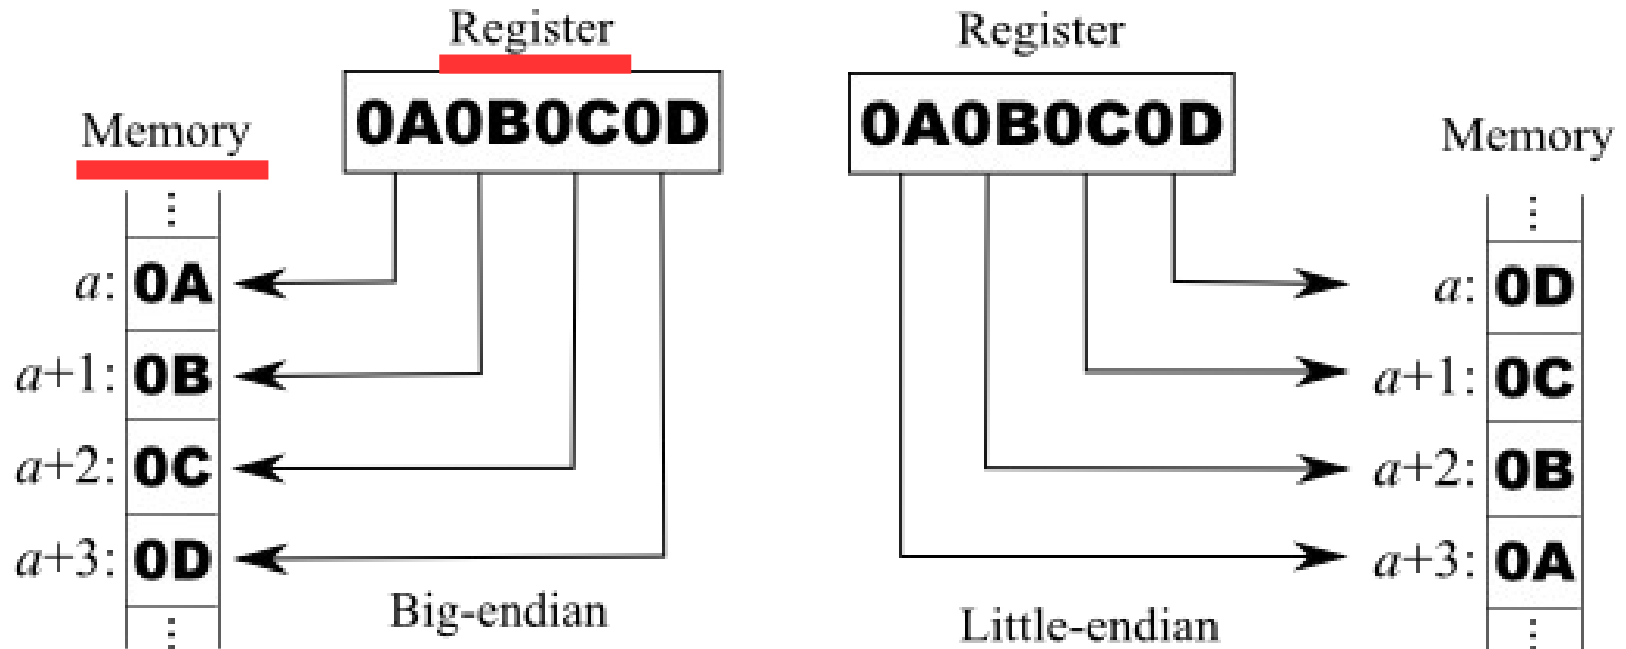 Register
0A0B0C0D
Memory
⋮
a: 0A
a+1: 0B
a+2: 0C
a+3: 0D
⋮
Big-endian
Register
0A0B0C0D
Memory
⋮
a: 0D
a+1: 0C
a+2: 0B
a+3: 0A
⋮
Little-endian